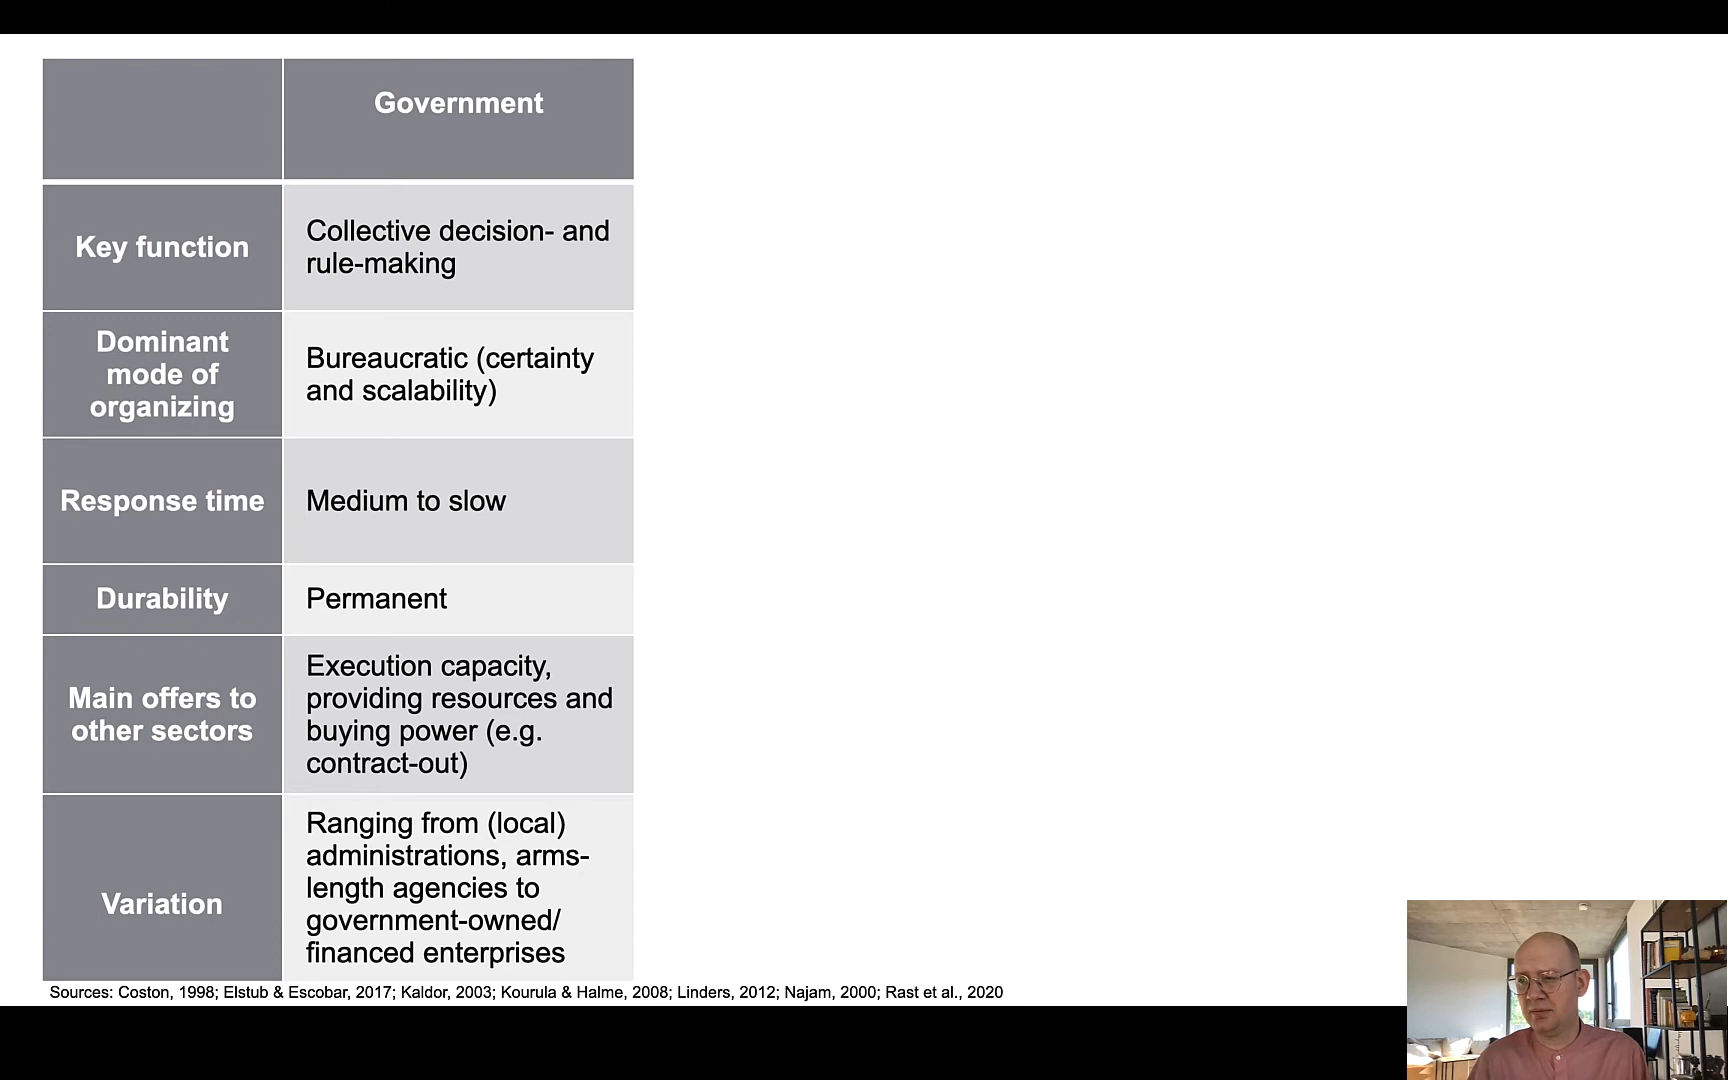 Government
Key function
Collective decision- and
rule-making
Dominant
mode of
organizing
Bureaucratic (certainty
and scalability)
Response time
Medium to slow
Durability
Permanent
Main offers to
other sectors
Execution capacity,
providing resources and
buying power (e.g.
contract-out)
Variation
Ranging from (local)
administrations, arms-
length agencies to
government-owned/
financed enterprises
Sources: Coston, 1998; Elstub & Escobar, 2017; Kaldor, 2003; Kourula & Halme, 2008; Linders, 2012; Najam, 2000; Rast et al., 2020